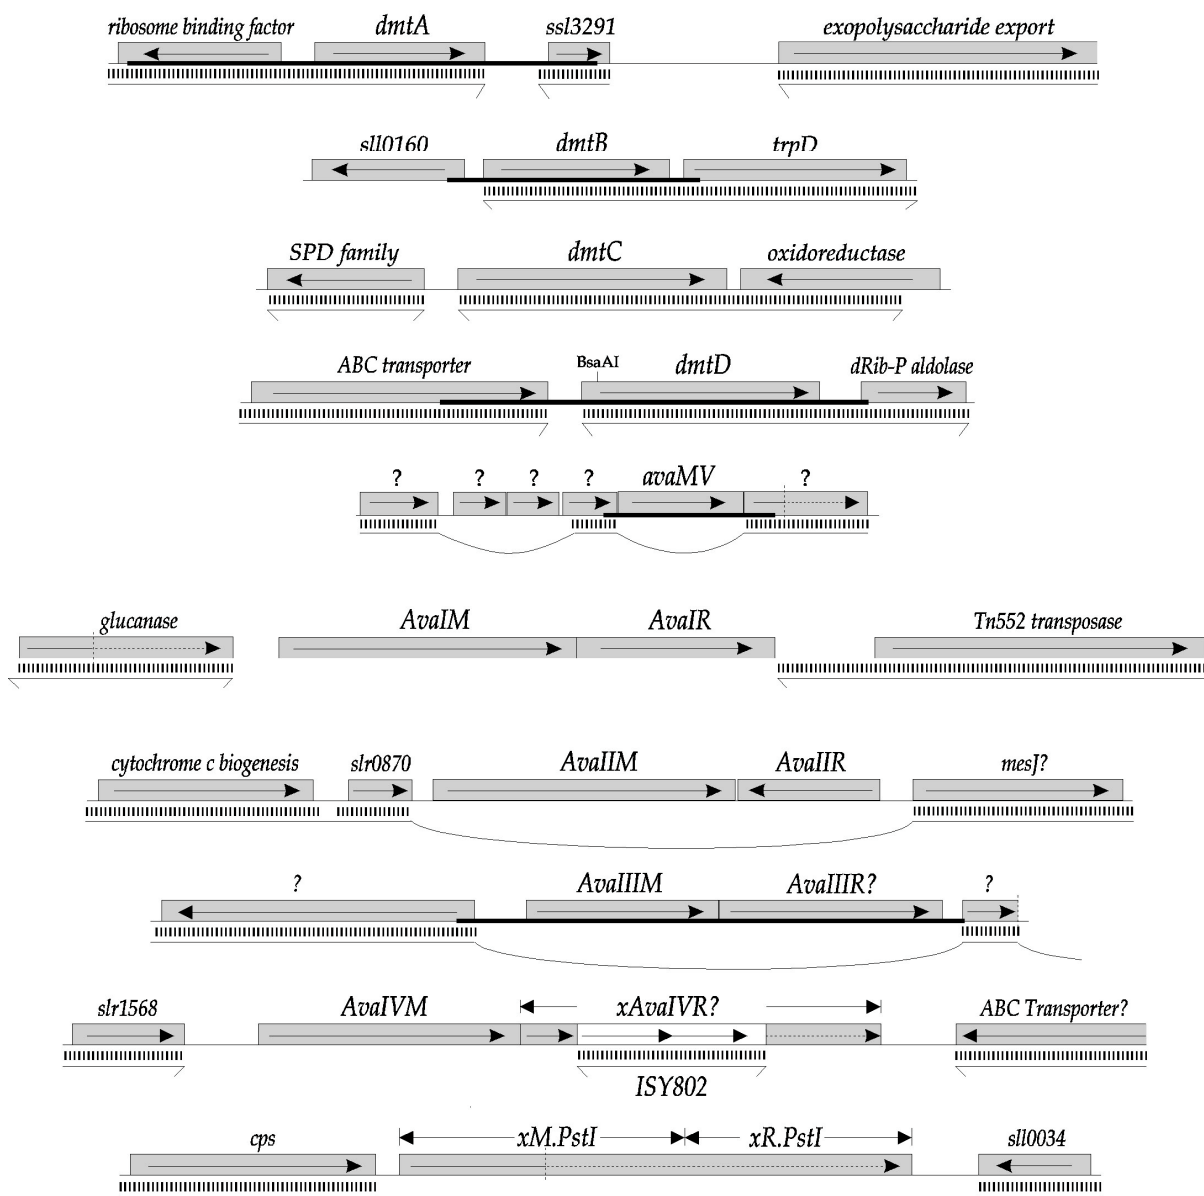 ribosome binding factor dmtA ssl3291 exopolysaccharide export
sll0160 dmtB trpD
SPD family dmtC oxidoreductase
ABC transporter BsaAI dmtD dRib-P aldolase
? ? ? ? avaMV ?
glucanase AvaIM AvaIR Tn552 transposase
cytochrome c biogenesis slr0870 AvaIIM AvaIIR mesJ?
? AvaIIIM AvaIIIR? ?
slr1568 AvaIVM xAvaIVR? ABC Transporter?
ISY802
cps xM.PstI xR.PstI sll0034